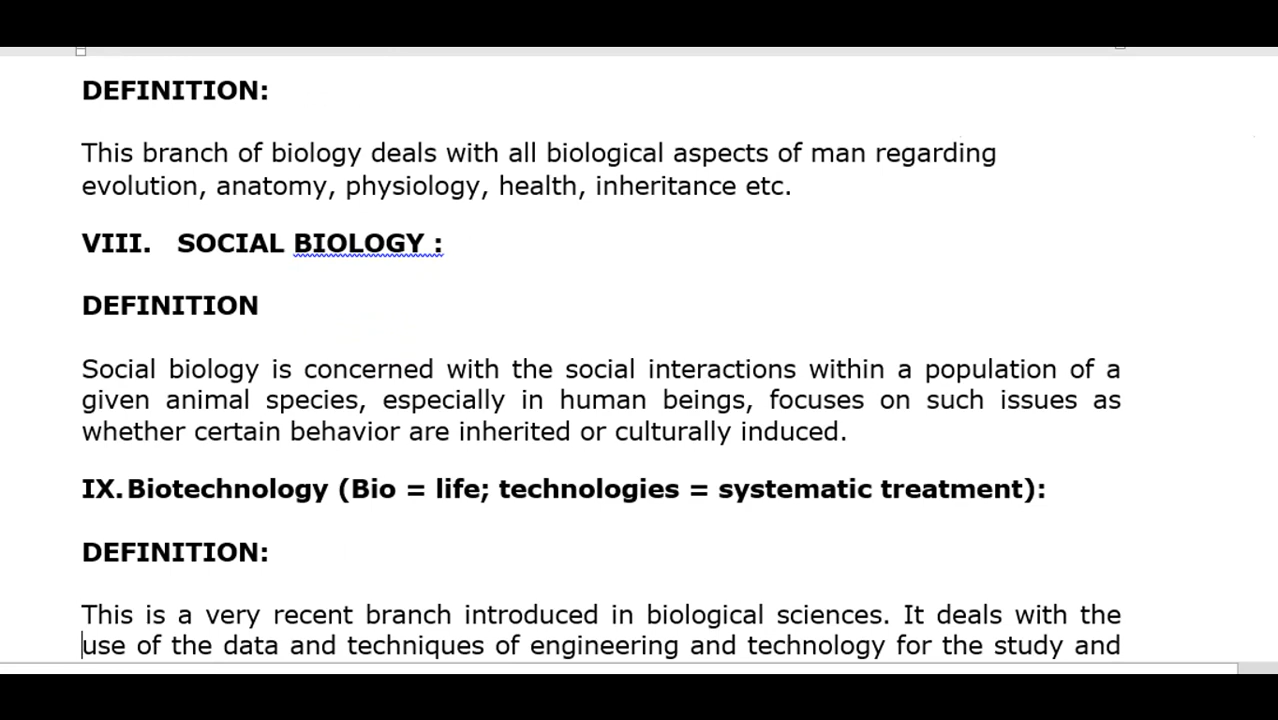 DEFINITION:
This branch of biology deals with all biological aspects of man regarding
evolution, anatomy, physiology, health, inheritance etc.
VIII. SOCIAL BIOLOGY :
DEFINITION
Social biology is concerned with the social interactions within a population of a
given animal species, especially in human beings, focuses on such issues as
whether certain behavior are inherited or culturally induced.
IX. Biotechnology (Bio = life; technologies = systematic treatment):
DEFINITION:
This is a very recent branch introduced in biological sciences. It deals with the
use of the data and techniques of engineering and technology for the study and